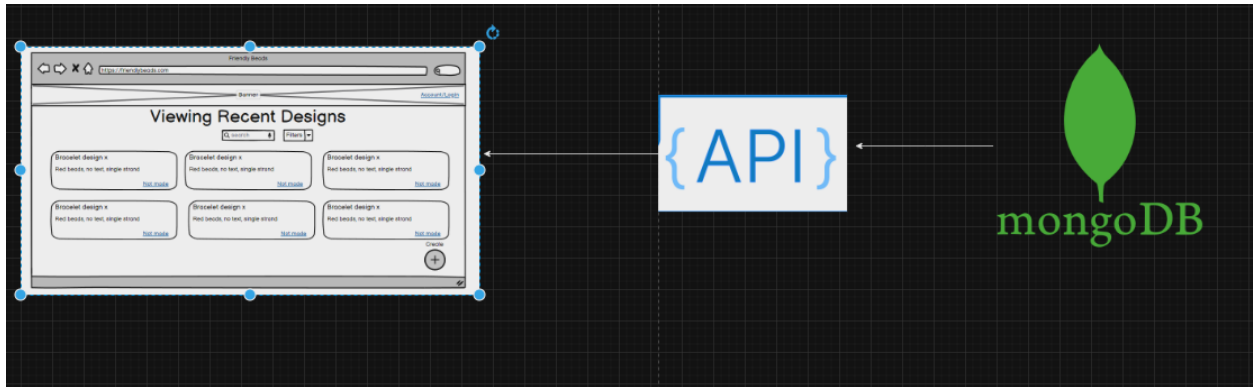 Friendly Beads
https://friendlybeads.com
Banner
Account/Login
Viewing Recent Designs
search
Filters
Bracelet design x
Red beads, no text, single strand
Not made
Bracelet design x
Red beads, no text, single strand
Not made
Bracelet design x
Red beads, no text, single strand
Not made
Bracelet design x
Red beads, no text, single strand
Not made
Bracelet design x
Red beads, no text, single strand
Not made
Bracelet design x
Red beads, no text, single strand
Not made
Create
{API}
mongoDB